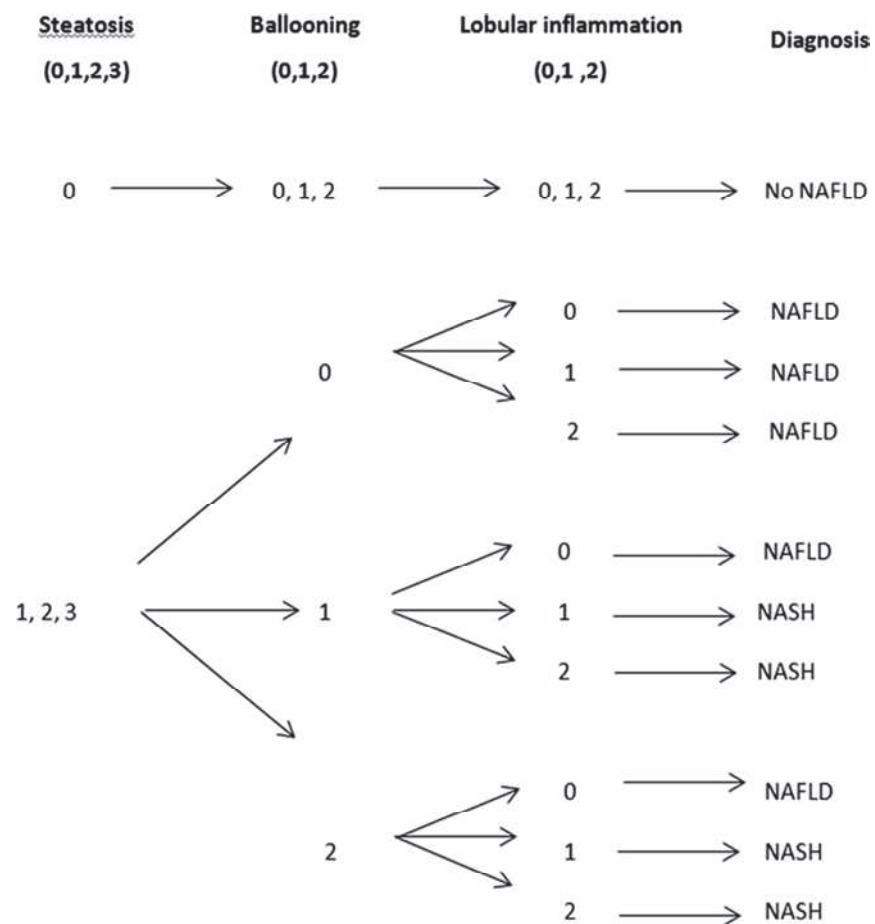 Steatosis Ballooning Lobular inflammation Diagnosis
(0,1,2,3) (0,1,2) (0,1 ,2)
0 0, 1, 2 0, 1, 2 No NAFLD
0 NAFLD
0 1 NAFLD
2 NAFLD
0 NAFLD
1, 2, 3 1 1 NASH
2 NASH
0 NAFLD
2 1 NASH
2 NASH